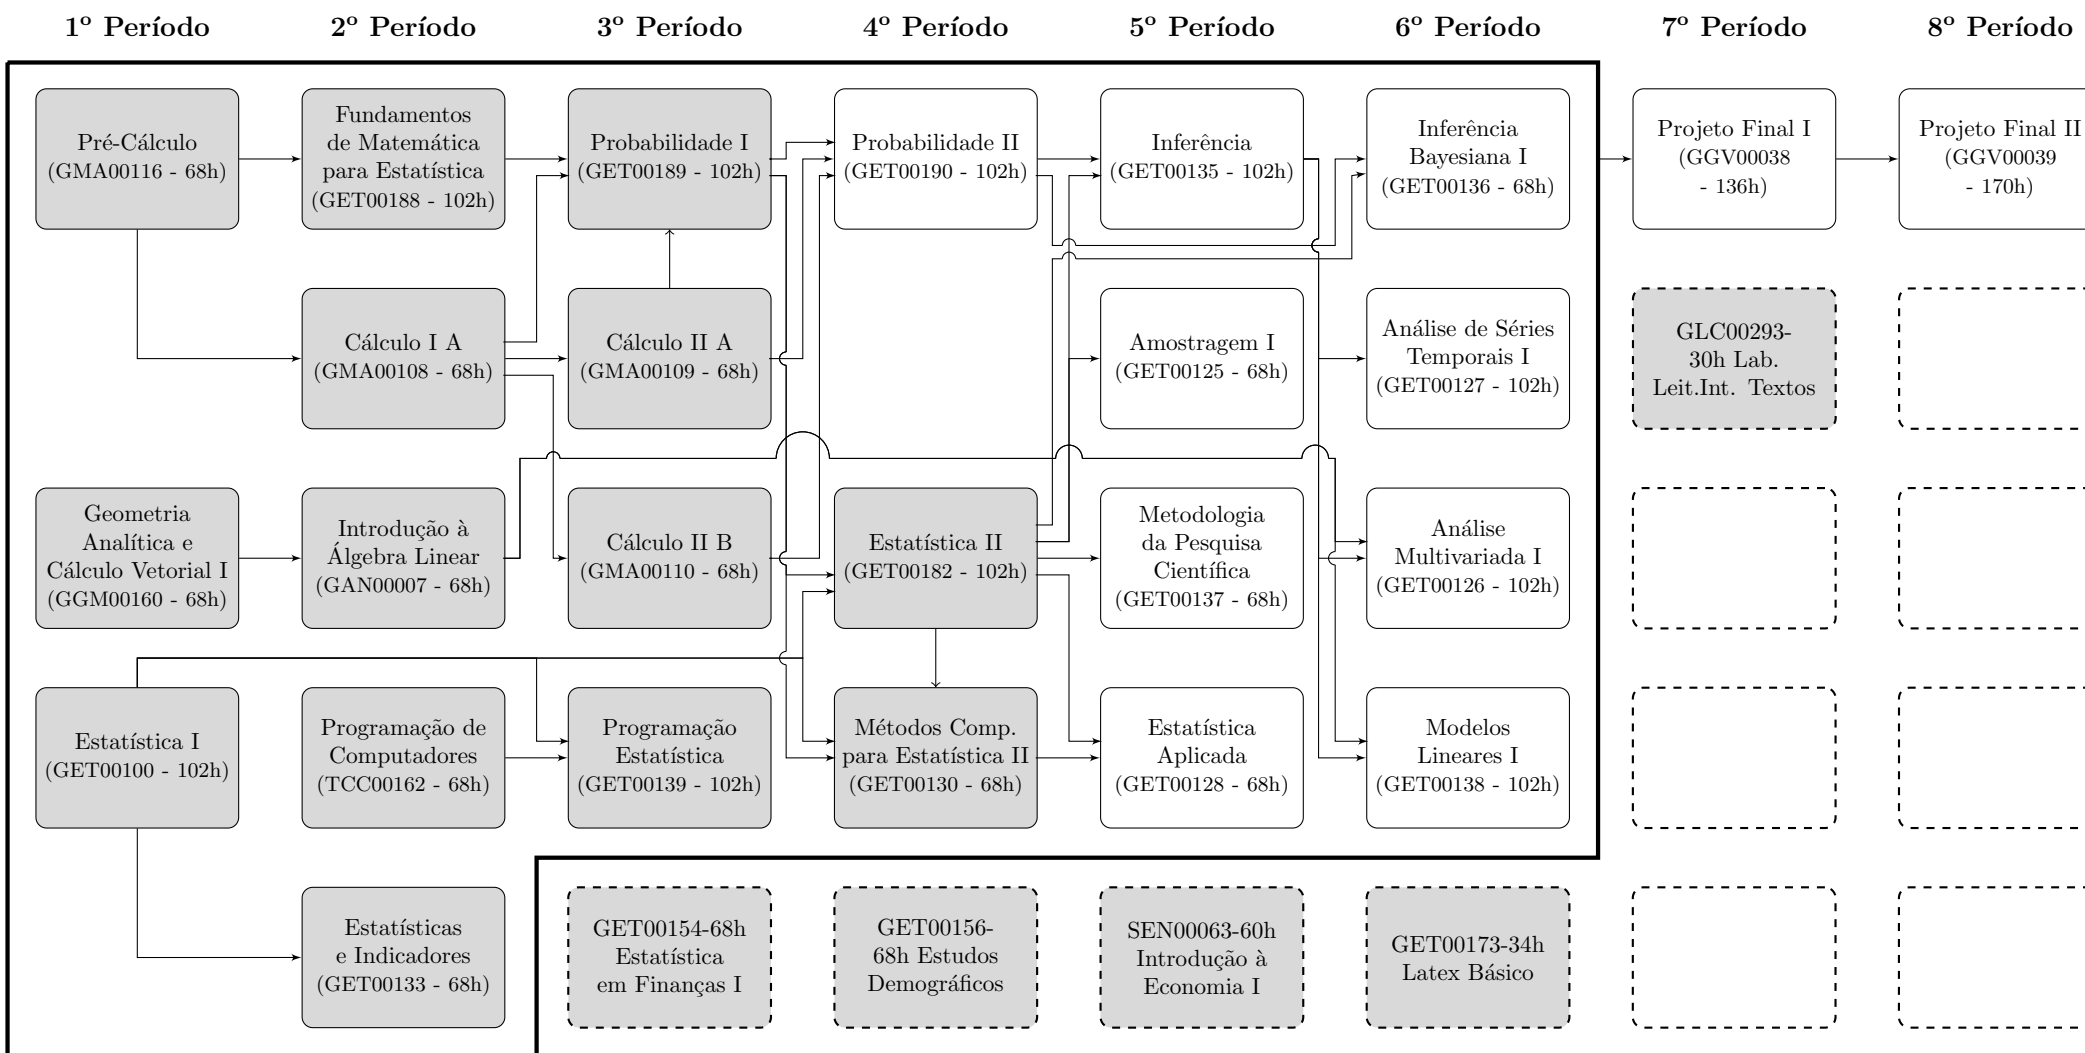 1º Período
2º Período
3º Período
4º Período
5º Período
6º Período
7º Período
8º Período
Pré-Cálculo
(GMA00116 - 68h)
Fundamentos
de Matemática
para Estatística
(GET00188 - 102h)
Probabilidade I
(GET00189 - 102h)
Probabilidade II
(GET00190 - 102h)
Inferência
(GET00135 - 102h)
Inferência
Bayesiana I
(GET00136 - 68h)
Projeto Final I
(GGV00038
- 136h)
Projeto Final II
(GGV00039
- 170h)
Cálculo I A
(GMA00108 - 68h)
Cálculo II A
(GMA00109 - 68h)
Amostragem I
(GET00125 - 68h)
Análise de Séries
Temporais I
(GET00127 - 102h)
GLC00293-
30h Lab.
Leit.Int. Textos
Geometria
Analítica e
Cálculo Vetorial I
(GGM00160 - 68h)
Introdução à
Álgebra Linear
(GAN00007 - 68h)
Cálculo II B
(GMA00110 - 68h)
Estatística II
(GET00182 - 102h)
Metodologia
da Pesquisa
Científica
(GET00137 - 68h)
Análise
Multivariada I
(GET00126 - 102h)
Estatística I
(GET00100 - 102h)
Programação de
Computadores
(TCC00162 - 68h)
Programação
Estatística
(GET00139 - 102h)
Métodos Comp.
para Estatística II
(GET00130 - 68h)
Estatística
Aplicada
(GET00128 - 68h)
Modelos
Lineares I
(GET00138 - 102h)
Estatísticas
e Indicadores
(GET00133 - 68h)
GET00154-68h
Estatística
em Finanças I
GET00156-
68h Estudos
Demográficos
SEN00063-60h
Introdução à
Economia I
GET00173-34h
Latex Básico